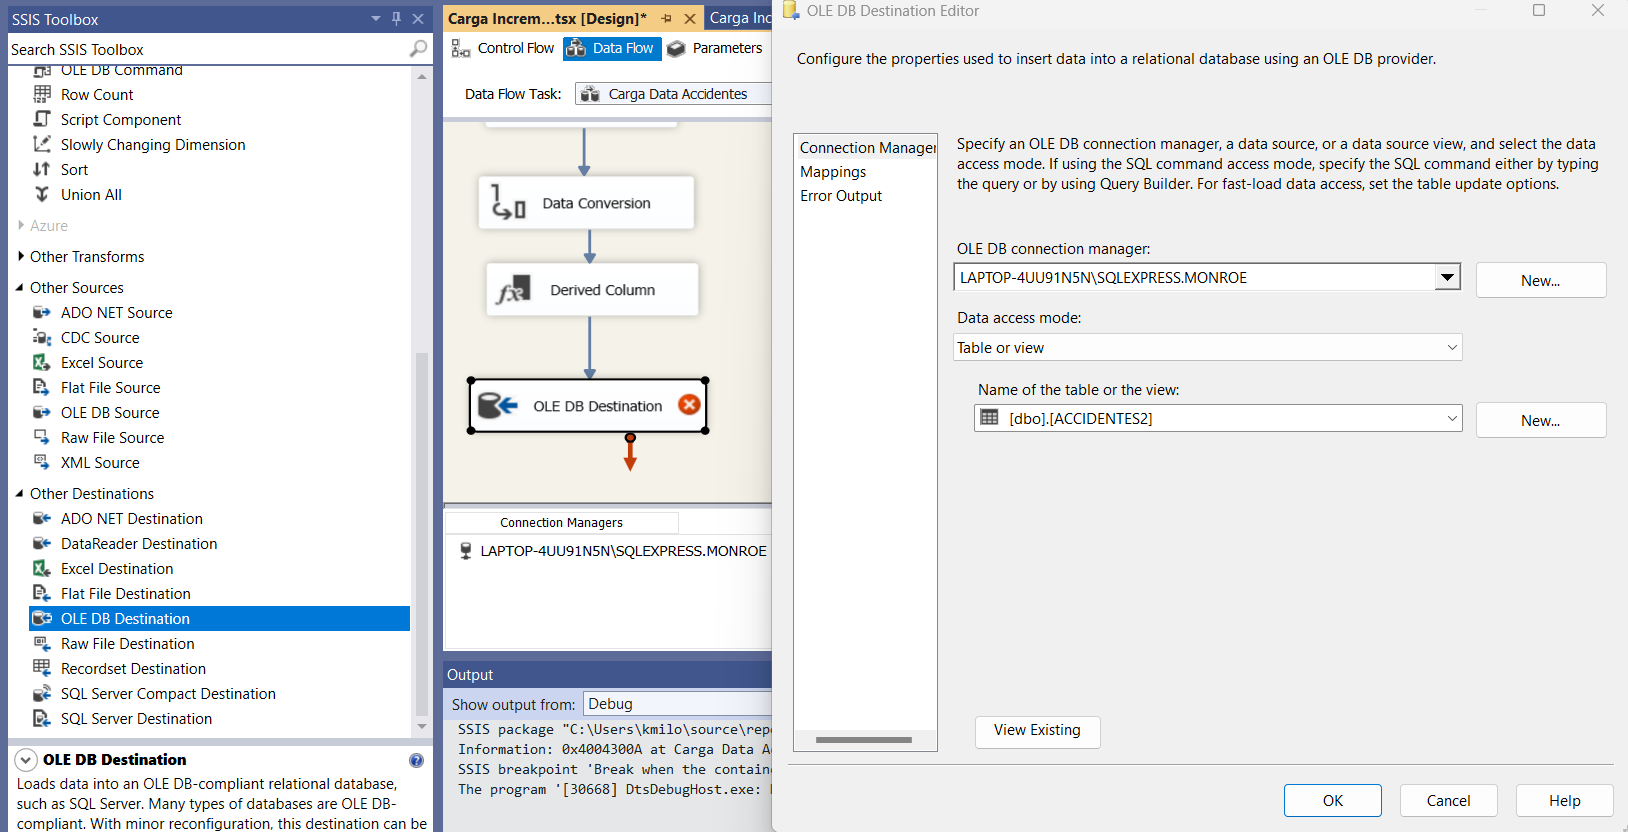 SSIS Toolbox
Search SSIS Toolbox
OLE DB Command
Row Count
Script Component
Slowly Changing Dimension
Sort
Union All
Azure
Other Transforms
Other Sources
ADO NET Source
CDC Source
Excel Source
Flat File Source
OLE DB Source
Raw File Source
XML Source
Other Destinations
ADO NET Destination
DataReader Destination
Excel Destination
Flat File Destination
OLE DB Destination
Raw File Destination
Recordset Destination
SQL Server Compact Destination
SQL Server Destination
OLE DB Destination
Loads data into an OLE DB-compliant relational database,
such as SQL Server. Many types of databases are OLE DB-
compliant. With minor reconfiguration, this destination can be
Carga Increm...tsx [Design]*
Carga Inc
Control Flow
Data Flow
Parameters
Data Flow Task:
Carga Data Accidentes
Data Conversion
Derived Column
OLE DB Destination
Connection Managers
LAPTOP-4UU91N5N\SQLEXPRESS.MONROE
Output
Show output from:
Debug
SSIS package "C:\Users\kmilo\source\rep
Information: 0x4004300A at Carga Data A
SSIS breakpoint 'Break when the contain
The program '[30668] DtsDebugHost.exe:
OLE DB Destination Editor
Configure the properties used to insert data into a relational database using an OLE DB provider.
Connection Manager
Mappings
Error Output
Specify an OLE DB connection manager, a data source, or a data source view, and select the data
access mode. If using the SQL command access mode, specify the SQL command either by typing
the query or by using Query Builder. For fast-load data access, set the table update options.
OLE DB connection manager:
LAPTOP-4UU91N5N\SQLEXPRESS.MONROE
New...
Data access mode:
Table or view
Name of the table or the view:
[dbo].[ACCIDENTES2]
New...
View Existing
OK
Cancel
Help